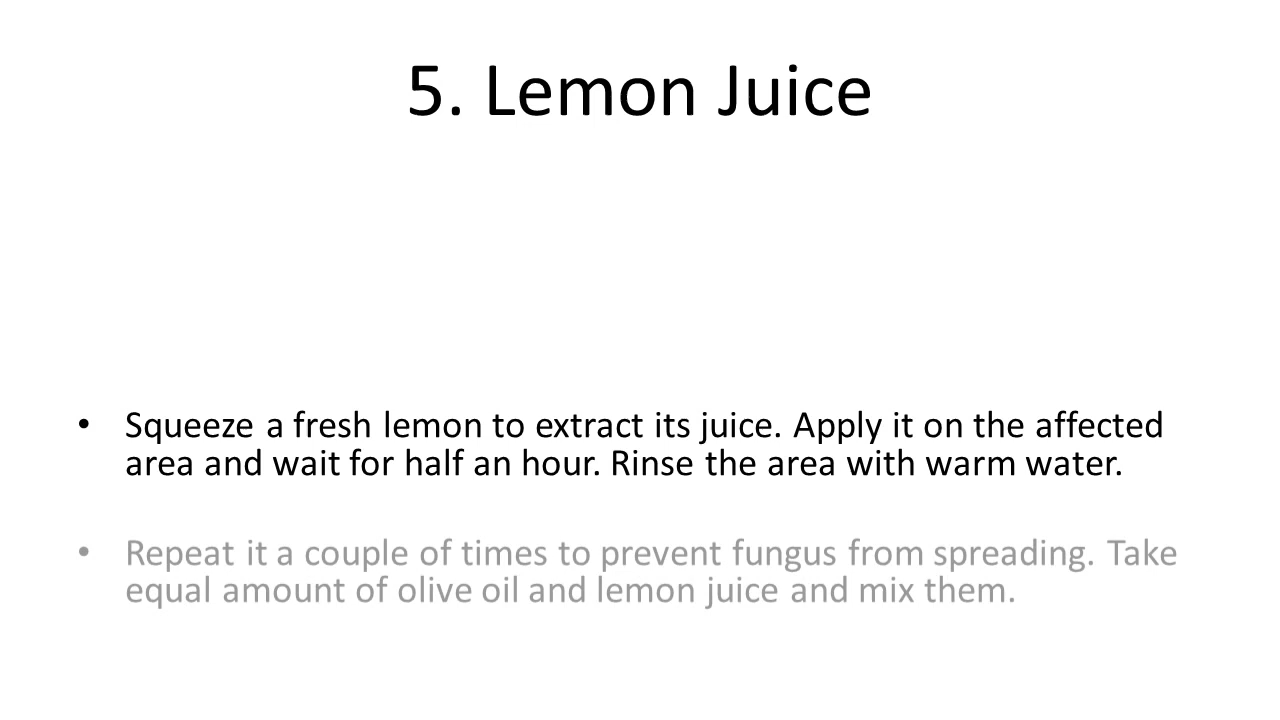 5. Lemon Juice
• Squeeze a fresh lemon to extract its juice. Apply it on the affected
area and wait for half an hour. Rinse the area with warm water.
• Repeat it a couple of times to prevent fungus from spreading. Take
equal amount of olive oil and lemon juice and mix them.